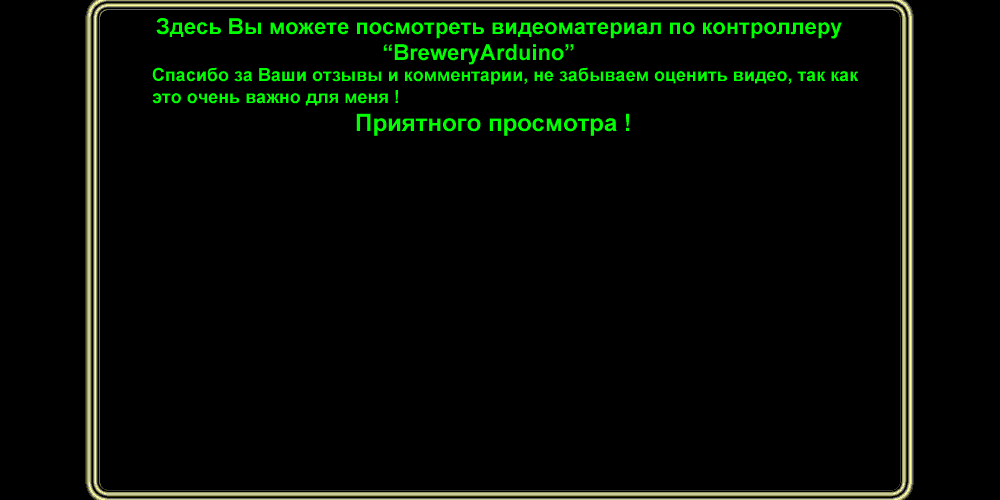 Здесь Вы можете посмотреть видеоматериал по контроллеру
“BreweryArduino”
Спасибо за Ваши отзывы и комментарии, не забываем оценить видео, так как
это очень важно для меня !
Приятного просмотра !